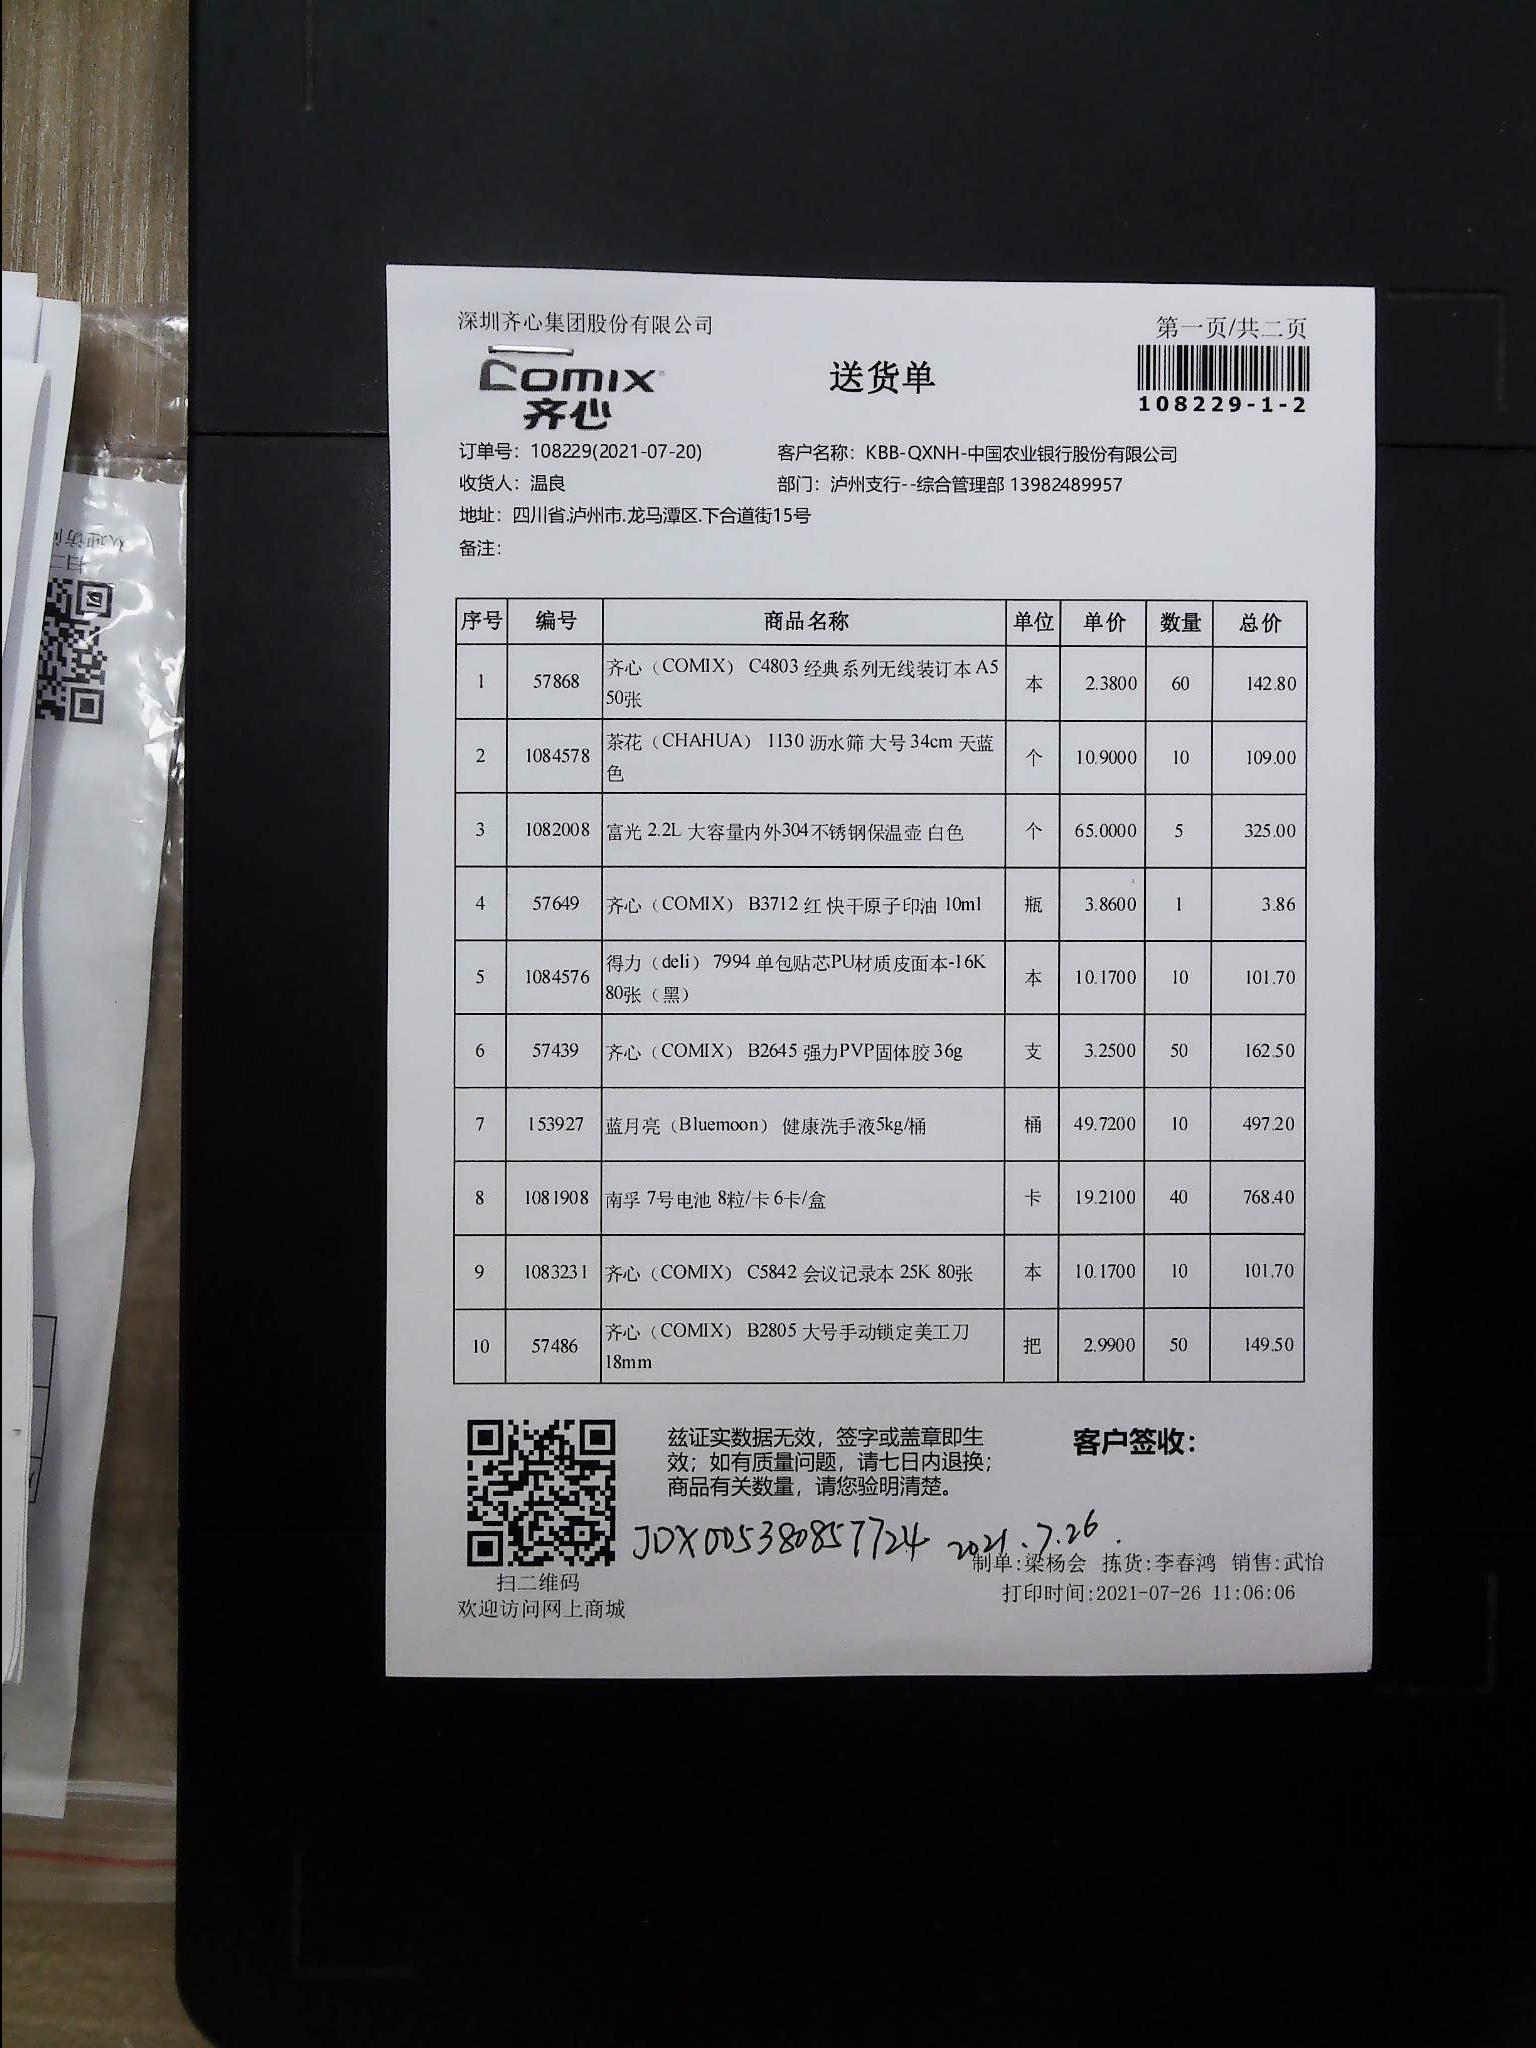 深圳齐心集团股份有限公司
第一页/共二页
COMIX
齐心
送货单
108229-1-2
订单号：108229(2021-07-20) 客户名称：KBB-QXNH-中国农业银行股份有限公司
收货人：温良 部门：泸州支行--综合管理部 13982489957
地址：四川省.泸州市.龙马潭区.下合道街15号
备注：
序号 编号 商品名称 单位 单价 数量 总价
1 57868 齐心（COMIX） C4803 经典系列无线装订本 A5 50张 本 2.3800 60 142.80
2 1084578 茶花（CHAHUA） 1130 沥水筛 大号 34cm 天蓝色 个 10.9000 10 109.00
3 1082008 富光 2.2L 大容量内外304不锈钢保温壶 白色 个 65.0000 5 325.00
4 57649 齐心（COMIX） B3712 红 快干原子印油 10ml 瓶 3.8600 1 3.86
5 1084576 得力（deli） 7994 单包贴芯PU材质皮面本-16K 80张（黑） 本 10.1700 10 101.70
6 57439 齐心（COMIX） B2645 强力PVP固体胶 36g 支 3.2500 50 162.50
7 153927 蓝月亮（Bluemoon） 健康洗手液5kg/桶 桶 49.7200 10 497.20
8 1081908 南孚 7号电池 8粒/卡 6卡/盒 卡 19.2100 40 768.40
9 1083231 齐心（COMIX） C5842 会议记录本 25K 80张 本 10.1700 10 101.70
10 57486 齐心（COMIX） B2805 大号手动锁定美工刀 18mm 把 2.9900 50 149.50
兹证实数据无效，签字或盖章即生
效；如有质量问题，请七日内退换；
商品有关数量，请您验明清楚。
客户签收：
JDX005380857724 2021.7.26.
制单:梁杨会 拣货:李春鸿 销售:武怡
打印时间:2021-07-26 11:06:06
扫二维码
欢迎访问网上商城